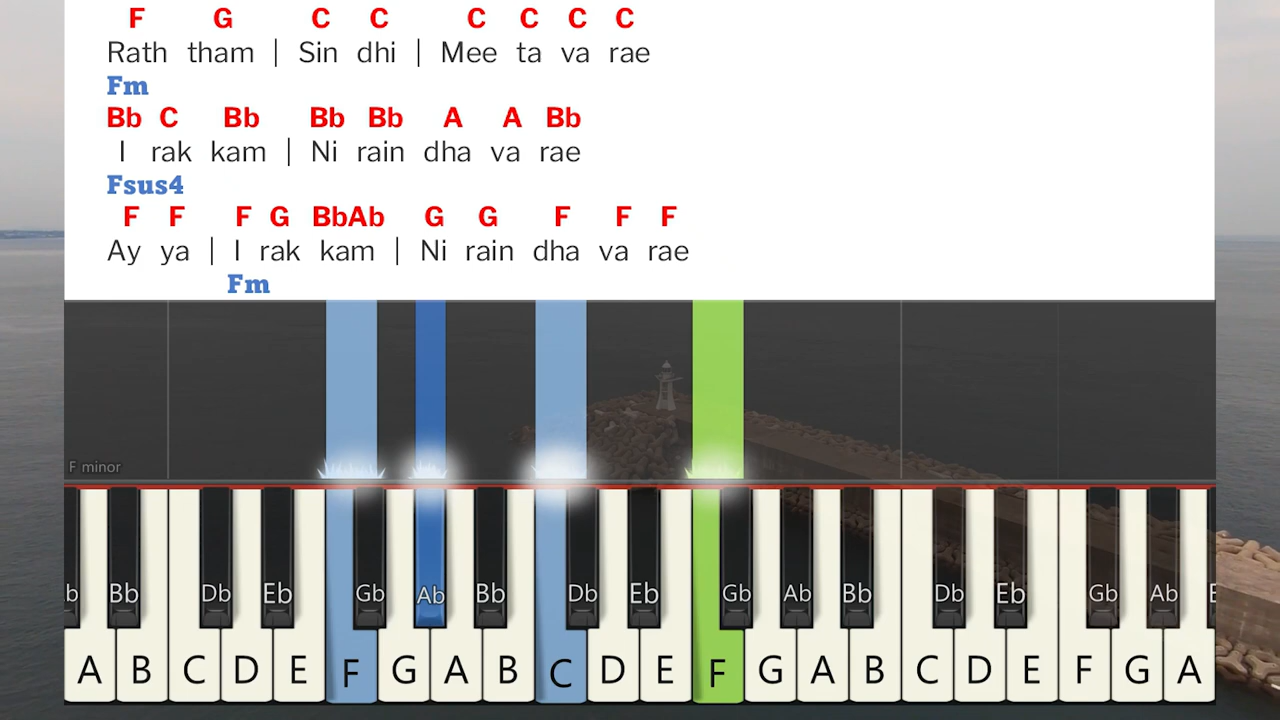 F G C C C C C C
Rath tham | Sin dhi | Mee ta va rae
Fm
Bb C Bb Bb Bb A A Bb
I rak kam | Ni rain dha va rae
Fsus4
F F F G BbAb G G F F F
Ay ya | I rak kam | Ni rain dha va rae
Fm
F minor
b Bb Db Eb Gb Ab Bb Db Eb Gb Ab Bb Db Eb Gb Ab E
A B C D E F G A B C D E F G A B C D E F G A